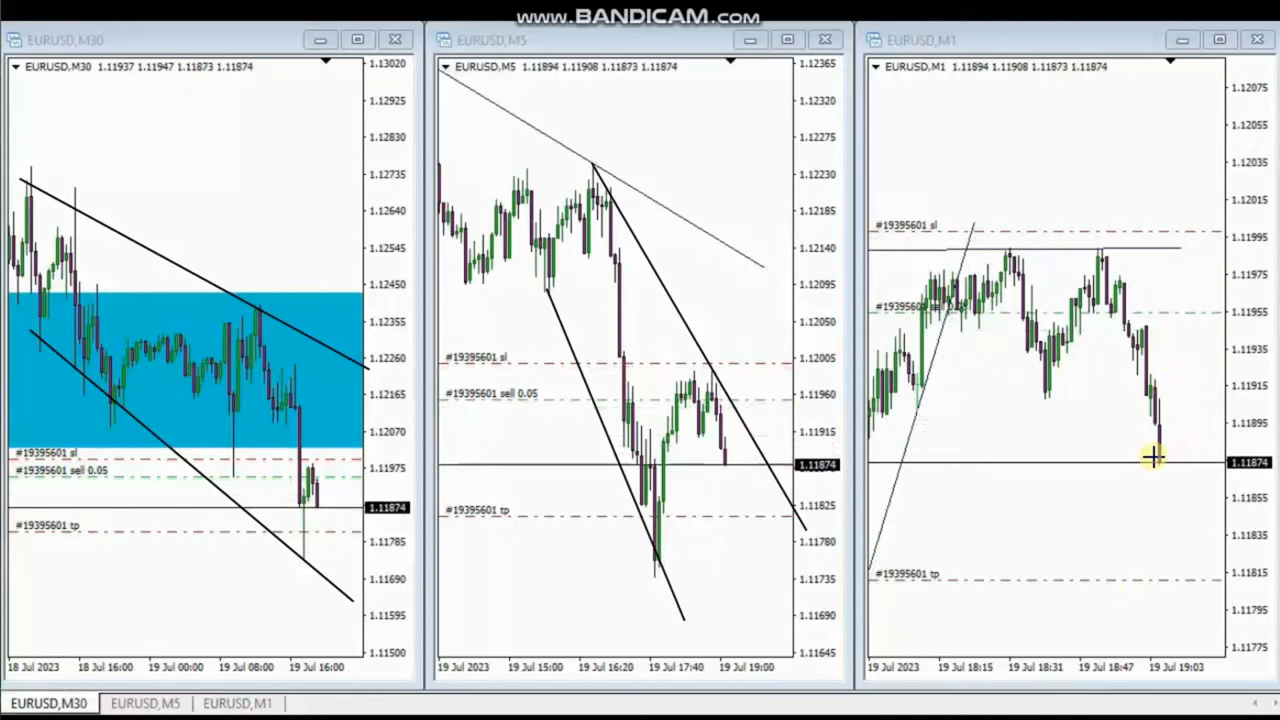 www.BANDICAM.com
EURUSD,M30
EURUSD,M30 1.11937 1.11947 1.11873 1.11874
1.13020
1.12925
1.12830
1.12735
1.12640
1.12545
1.12450
1.12355
1.12260
1.12165
1.12070
1.11975
1.11874
1.11785
1.11690
1.11595
1.11500
#19395601 sl
#19395601 sell 0.05
#19395601 tp
18 Jul 2023
18 Jul 16:00
19 Jul 00:00
19 Jul 08:00
19 Jul 16:00
EURUSD,M5
EURUSD,M5 1.11894 1.11908 1.11873 1.11874
1.12365
1.12320
1.12275
1.12230
1.12185
1.12140
1.12095
1.12050
1.12005
1.11960
1.11915
1.11874
1.11825
1.11780
1.11735
1.11690
1.11645
#19395601 sl
#19395601 sell 0.05
#19395601 tp
19 Jul 2023
19 Jul 15:00
19 Jul 16:20
19 Jul 17:40
19 Jul 19:00
EURUSD,M1
EURUSD,M1 1.11894 1.11908 1.11873 1.11874
1.12075
1.12055
1.12035
1.12015
1.11995
1.11975
1.11955
1.11935
1.11915
1.11895
1.11874
1.11855
1.11835
1.11815
1.11795
1.11775
#19395601 sl
#19395601 sell 0.05
#19395601 tp
19 Jul 2023
19 Jul 18:15
19 Jul 18:31
19 Jul 18:47
19 Jul 19:03
EURUSD,M30
EURUSD,M5
EURUSD,M1